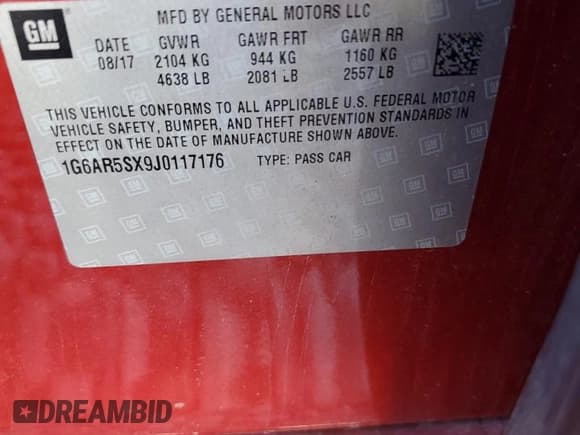 GM
MFD BY GENERAL MOTORS LLC
DATE GVWR GAWR FRT GAWR RR
08/17 2104 KG 944 KG 1160 KG
4638 LB 2081 LB 2557 LB
THIS VEHICLE CONFORMS TO ALL APPLICABLE U.S. FEDERAL MOTOR
VEHICLE SAFETY, BUMPER, AND THEFT PREVENTION STANDARDS IN
EFFECT ON THE DATE OF MANUFACTURE SHOWN ABOVE.
1G6AR5SX9J0117176 TYPE: PASS CAR
DREAMBID